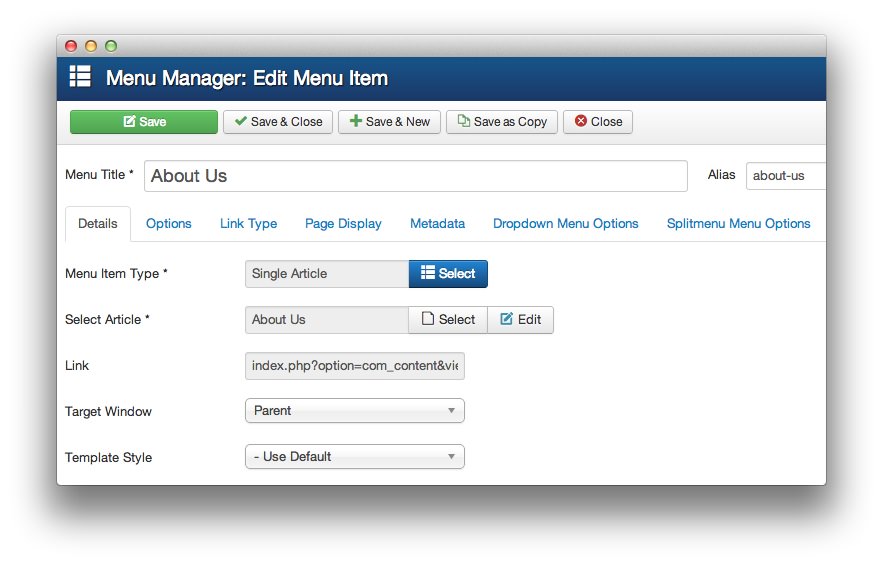 Menu Manager: Edit Menu Item
Save Save & Close Save & New Save as Copy Close
Menu Title * About Us Alias about-us
Details Options Link Type Page Display Metadata Dropdown Menu Options Splitmenu Menu Options
Menu Item Type * Single Article Select
Select Article * About Us Select Edit
Link index.php?option=com_content&vie
Target Window Parent
Template Style - Use Default